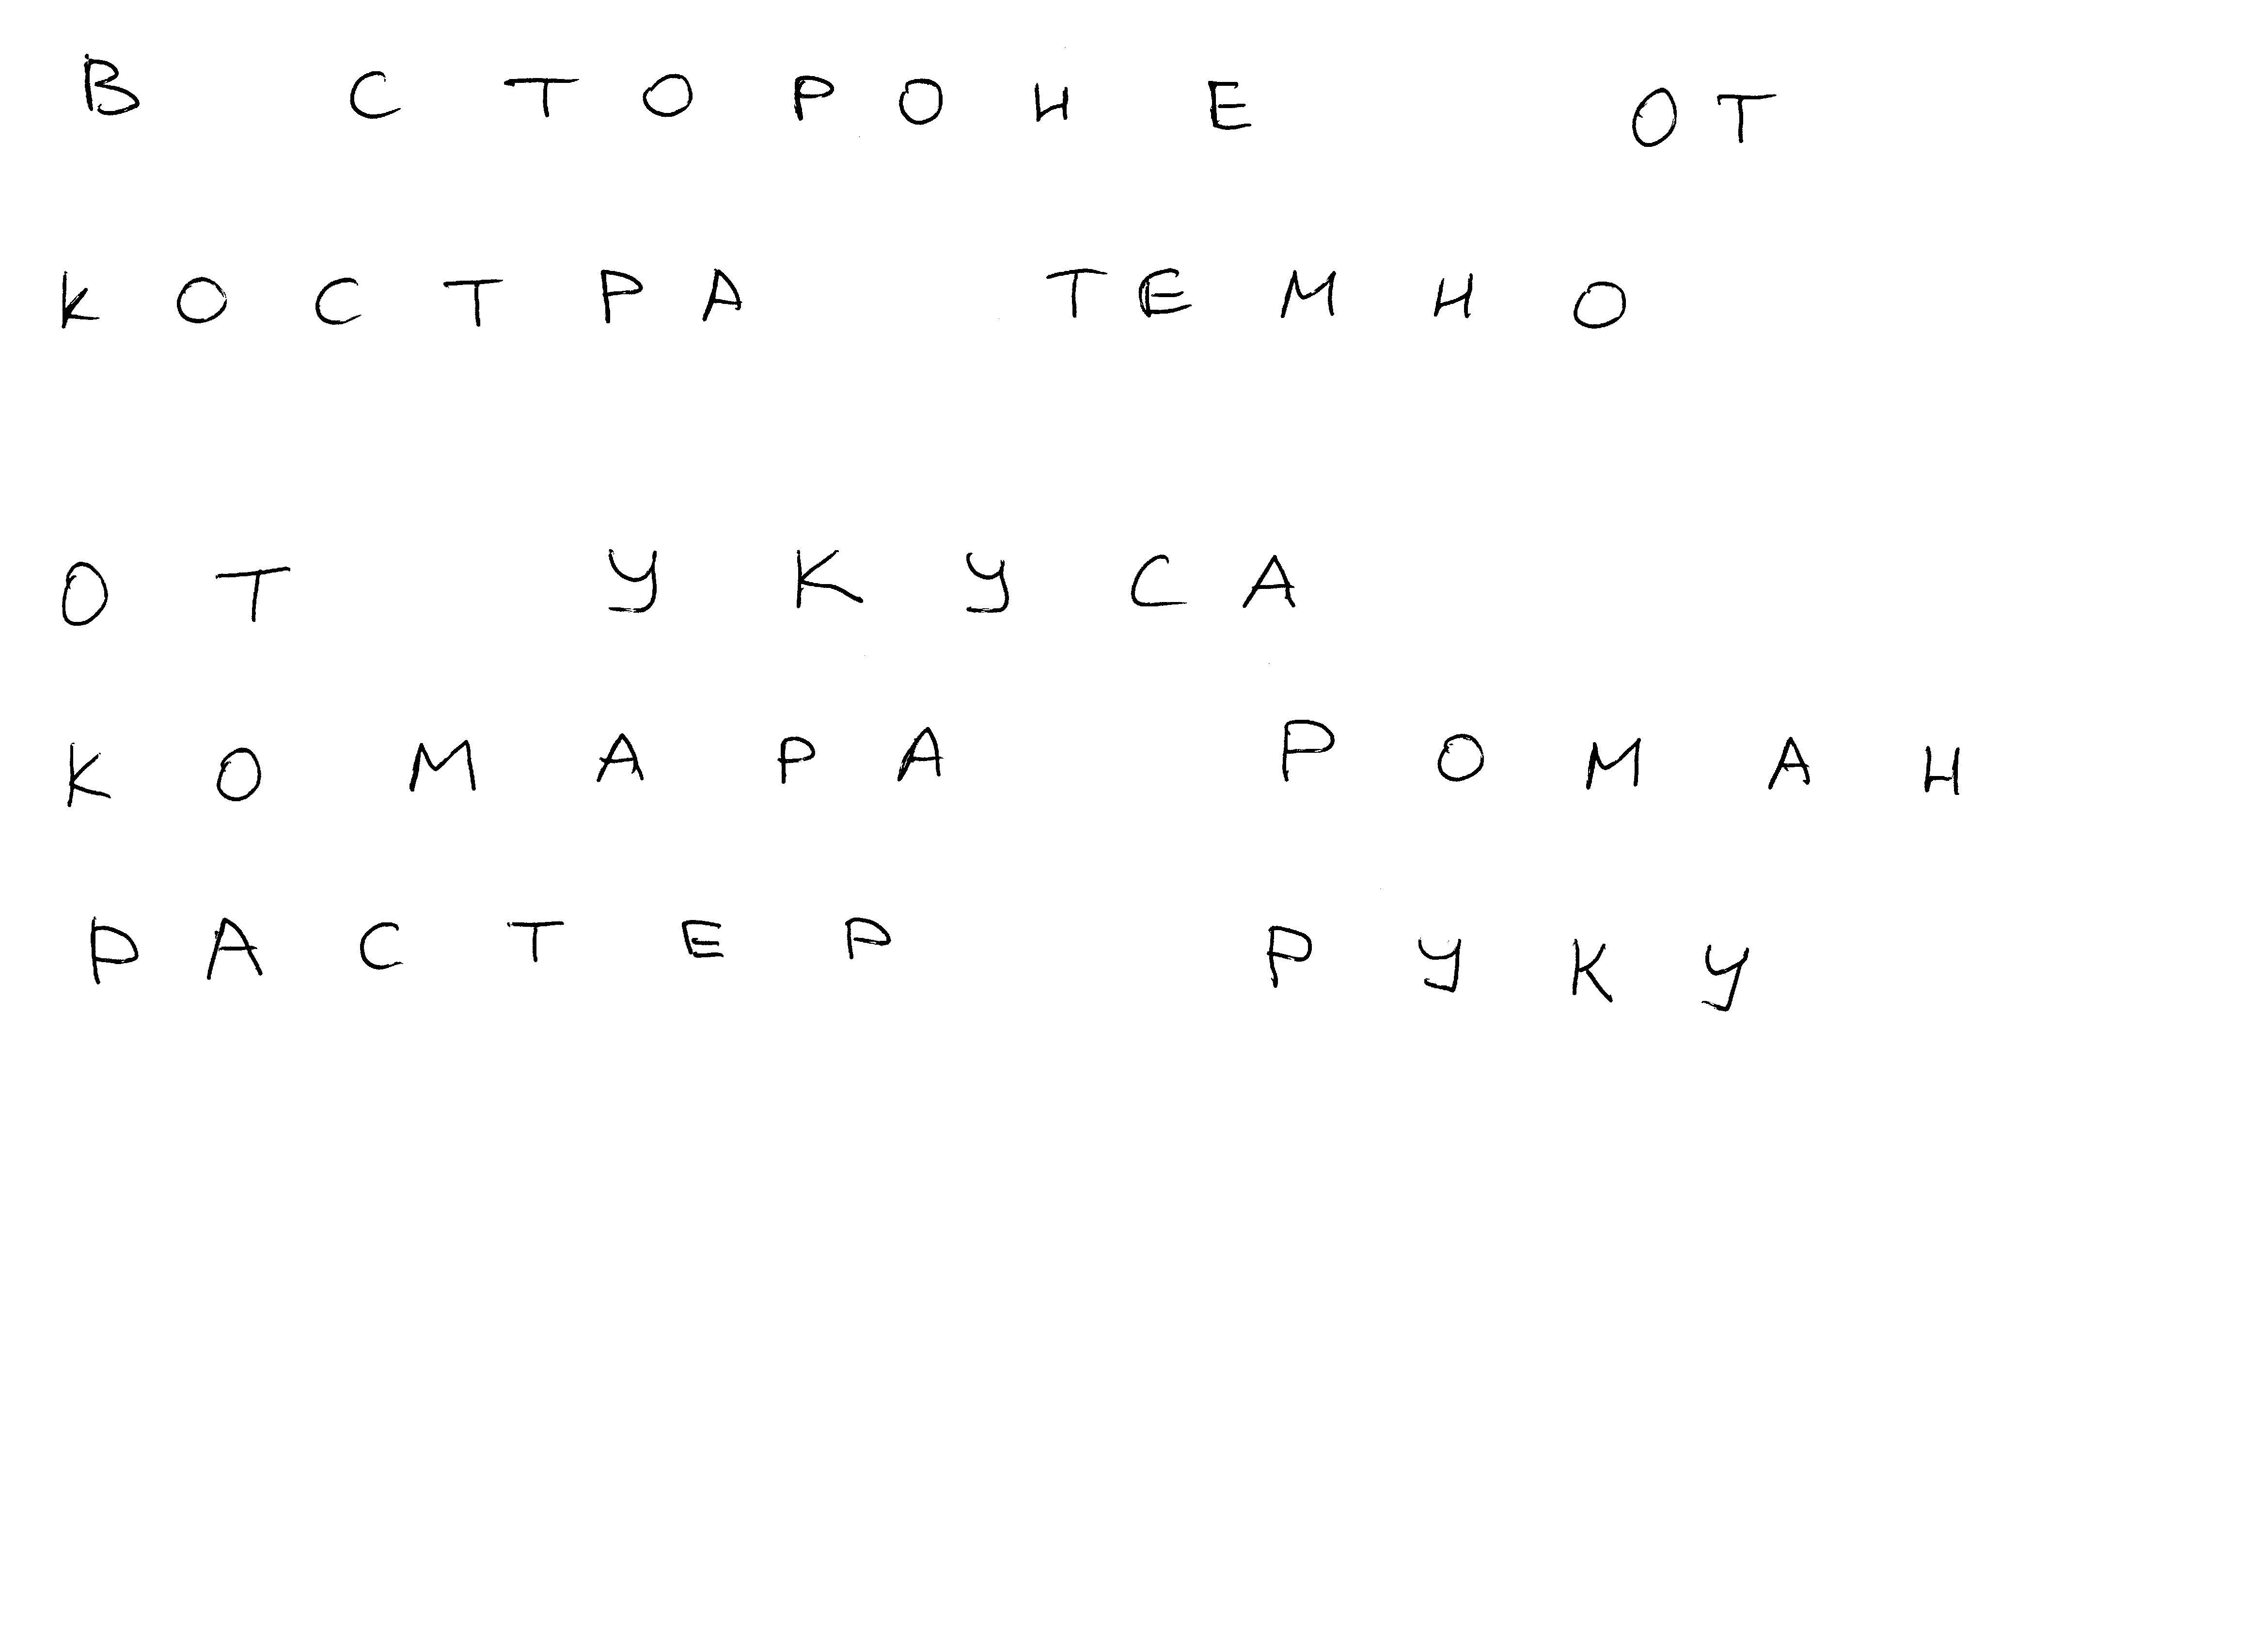 В СТОРОНЕ ОТ
КОСТРА ТЕМНО
ОТ УКУСА
КОМАРА РОМАН
РАСТЕР РУКУ